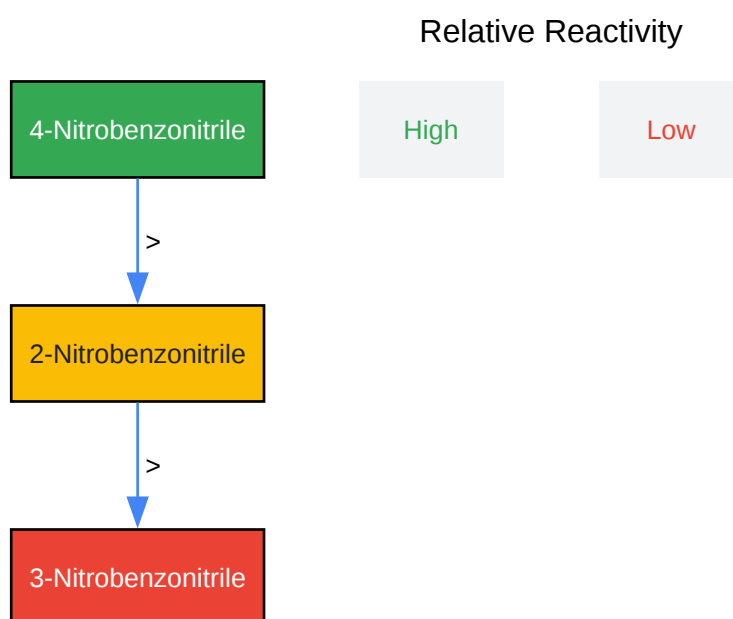 Relative Reactivity
4-Nitrobenzonitrile
High
Low
>
2-Nitrobenzonitrile
>
3-Nitrobenzonitrile